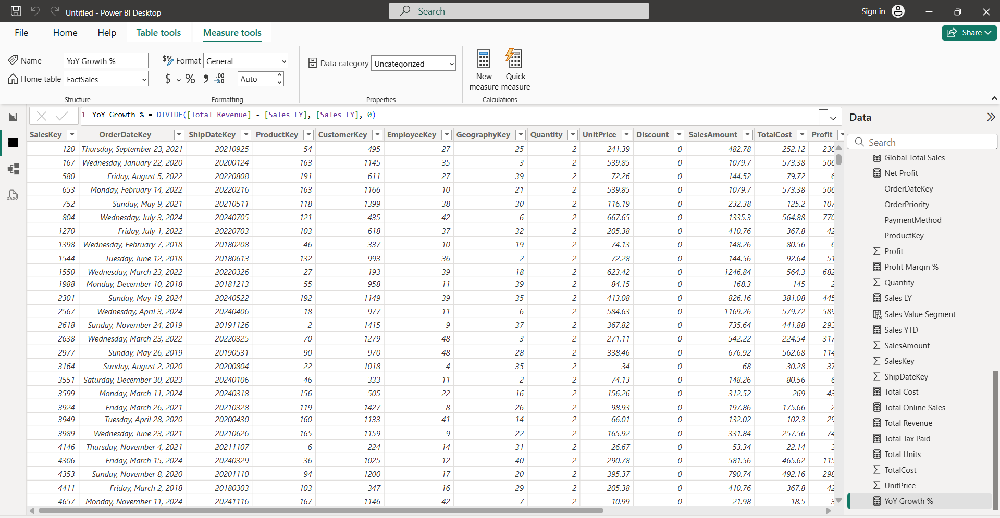 Untitled - Power BI Desktop
Search
Sign in
File Home Help Table tools Measure tools
Share
Name YoY Growth %
Home table FactSales
Structure
$% Format General
$ % , .00 Auto
Formatting
Data category Uncategorized
Properties
New measure
Quick measure
Calculations
DAX
1 YoY Growth % = DIVIDE([Total Revenue] - [Sales LY], [Sales LY], 0)
SalesKey OrderDateKey ShipDateKey ProductKey CustomerKey EmployeeKey GeographyKey Quantity UnitPrice Discount SalesAmount TotalCost Profit
120 Thursday, September 23, 2021 20210925 54 495 27 25 2 241.39 0 482.78 252.12
167 Wednesday, January 22, 2020 20200124 163 1145 35 3 2 539.85 0 1079.7 573.38
580 Friday, August 5, 2022 20220808 191 611 27 39 2 72.26 0 144.52 79.72
653 Monday, February 14, 2022 20220216 163 1166 10 21 2 539.85 0 1079.7 573.38
752 Sunday, May 9, 2021 20210511 118 1399 38 30 2 116.19 0 232.38 125.2
804 Wednesday, July 3, 2024 20240705 121 435 42 6 2 667.65 0 1335.3 564.88
1270 Friday, July 1, 2022 20220703 103 618 37 32 2 205.38 0 410.76 367.8
1398 Wednesday, February 7, 2018 20180208 46 337 10 19 2 74.13 0 148.26 80.56
1544 Tuesday, June 12, 2018 20180613 132 993 36 2 2 72.28 0 144.56 92.64
1550 Wednesday, March 23, 2022 20220326 27 193 39 18 2 623.42 0 1246.84 564.3
1988 Monday, December 10, 2018 20181213 55 958 11 39 2 84.15 0 168.3 145
2301 Sunday, May 19, 2024 20240522 192 1149 39 35 2 413.08 0 826.16 381.08
2567 Wednesday, April 3, 2024 20240406 18 977 11 6 2 584.63 0 1169.26 579.72
2618 Sunday, November 24, 2019 20191126 2 1415 9 37 2 367.82 0 735.64 441.88
2638 Wednesday, March 23, 2022 20220325 70 1279 48 3 2 271.11 0 542.22 224.54
2977 Sunday, May 26, 2019 20190531 90 970 48 28 2 338.46 0 676.92 562.68
3164 Sunday, August 2, 2020 20200804 22 1018 4 35 2 34 0 68 30.28
3551 Saturday, December 30, 2023 20240106 46 333 11 2 2 74.13 0 148.26 80.56
3599 Monday, March 11, 2024 20240318 156 505 22 16 2 156.26 0 312.52 269
3924 Friday, March 26, 2021 20210328 119 1427 8 26 2 98.93 0 197.86 175.66
3949 Tuesday, April 28, 2020 20200430 160 1133 41 14 2 66.01 0 132.02 102.3
3989 Wednesday, June 23, 2021 20210626 165 1159 9 22 2 165.92 0 331.84 257.56
4146 Thursday, November 4, 2021 20211107 6 224 14 31 2 26.67 0 53.34 22.14
4306 Friday, March 15, 2024 20240329 36 1025 12 40 2 290.78 0 581.56 465.62
4353 Sunday, November 8, 2020 20201110 94 1200 17 20 2 395.37 0 790.74 492.16
4411 Friday, March 2, 2018 20180303 103 347 16 29 2 205.38 0 410.76 367.8
4657 Monday, November 11, 2024 20241116 167 1146 42 7 2 10.99 0 21.98 18.5
Data
Search
Global Total Sales
Net Profit
OrderDateKey
OrderPriority
PaymentMethod
ProductKey
Profit
Profit Margin %
Quantity
Sales LY
Sales Value Segment
Sales YTD
SalesAmount
SalesKey
ShipDateKey
Total Cost
Total Online Sales
Total Revenue
Total Tax Paid
Total Units
TotalCost
UnitPrice
YoY Growth %